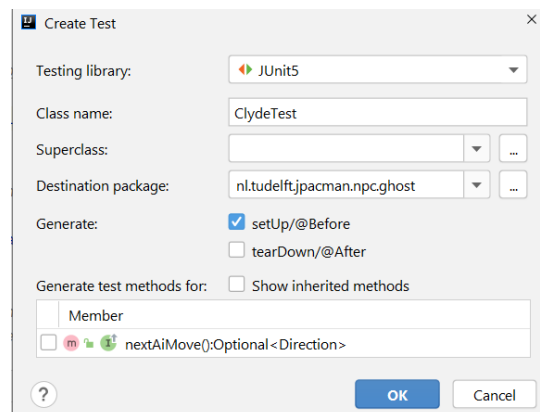 IJ Create Test
Testing library: JUnit5
Class name: ClydeTest
Superclass: ...
Destination package: nl.tudelft.jpacman.npc.ghost ...
Generate: setUp/@Before
tearDown/@After
Generate test methods for: Show inherited methods
Member
m I nextAiMove():Optional<Direction>
? OK Cancel